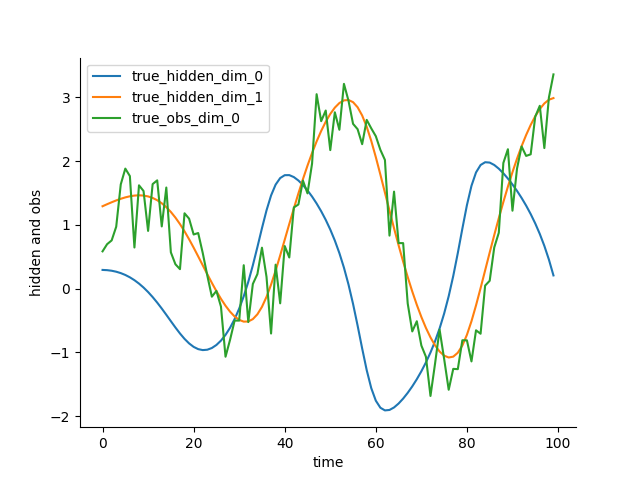 true_hidden_dim_0
true_hidden_dim_1
true_obs_dim_0
hidden and obs
3
2
1
0
−1
−2
0 20 40 60 80 100
time